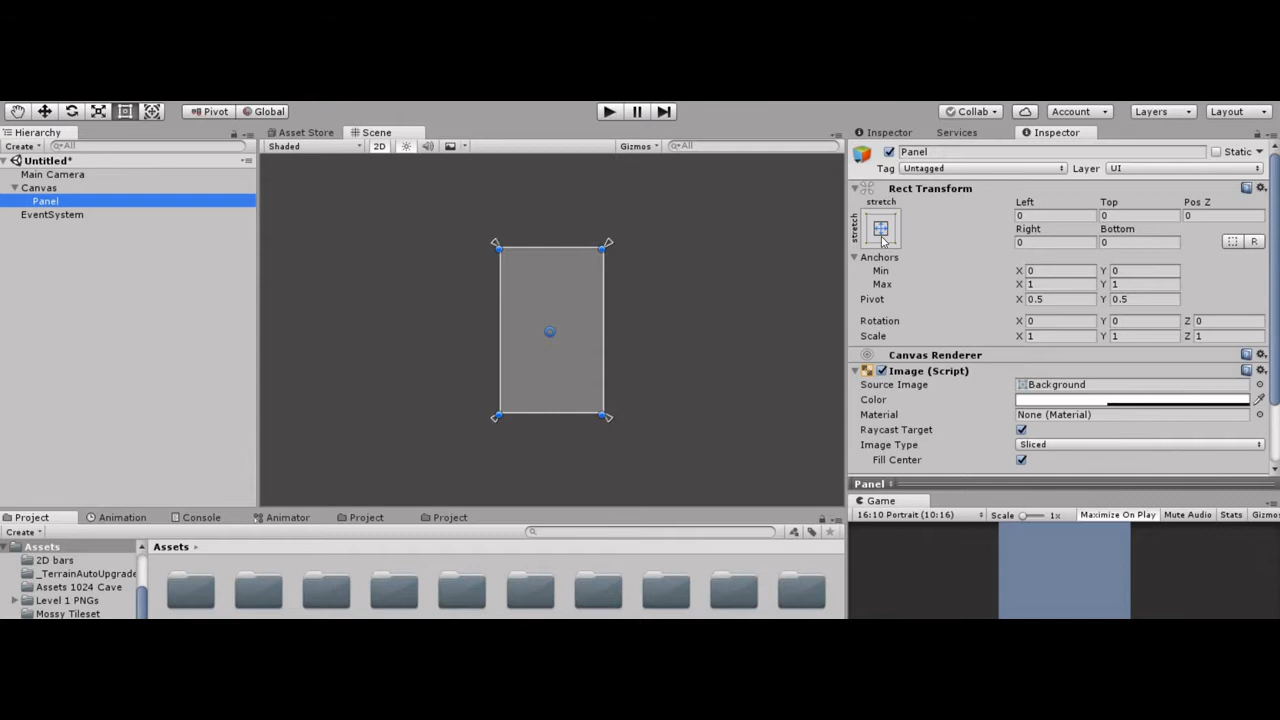 Pivot Global Collab Account Layers Layout
Hierarchy Asset Store Scene Inspector Services Inspector
Create All Shaded 2D Gizmos All Panel Static
Untitled* Tag Untagged Layer UI
Main Camera
Canvas Rect Transform
Panel stretch Left Top Pos Z
EventSystem stretch 0 0 0
Right Bottom
0 0 R
Anchors
Min X 0 Y 0
Max X 1 Y 1
Pivot X 0.5 Y 0.5
Rotation X 0 Y 0 Z 0
Scale X 1 Y 1 Z 1
Canvas Renderer
Image (Script)
Source Image Background
Color
Material None (Material)
Raycast Target
Image Type Sliced
Fill Center
Panel
Game
16:10 Portrait (10:16) Scale 1x Maximize On Play Mute Audio Stats Gizmos
Project Animation Console Animator Project Project
Create
Assets Assets
2D bars
_TerrainAutoUpgrade
Assets 1024 Cave
Level 1 PNGs
Mossy Tileset